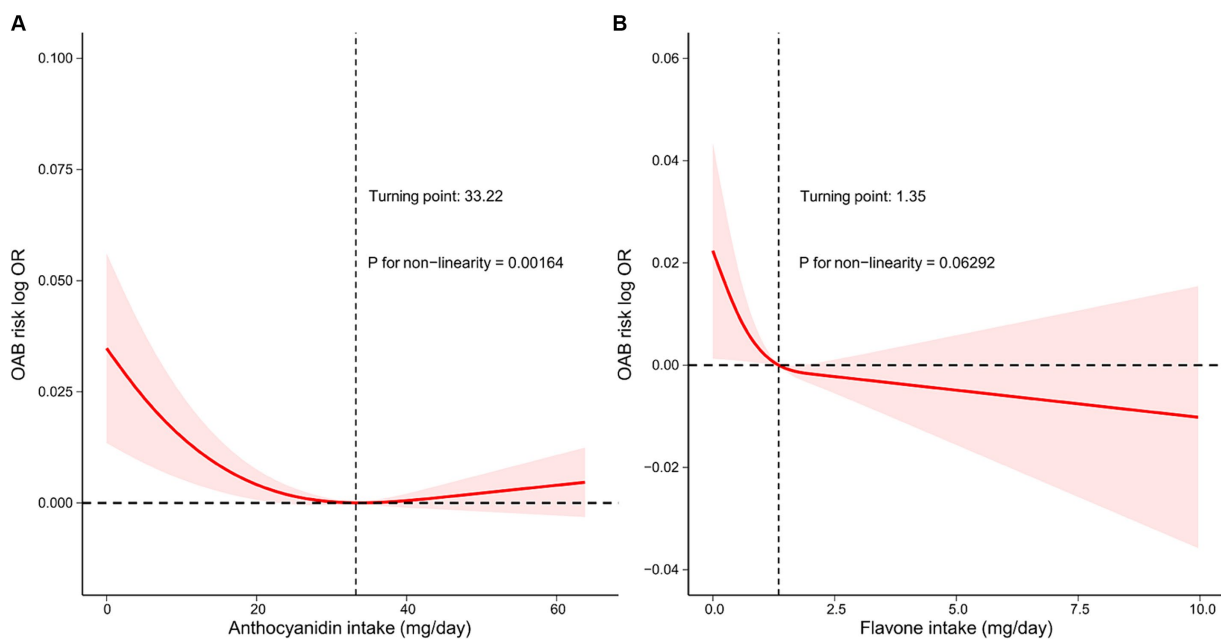 A
0.100
0.075
0.050
0.025
0.000
OAB risk log OR
Turning point: 33.22
P for non−linearity = 0.00164
0
20
40
60
Anthocyanidin intake (mg/day)
B
0.06
0.04
0.02
0.00
−0.02
−0.04
OAB risk log OR
Turning point: 1.35
P for non−linearity = 0.06292
0.0
2.5
5.0
7.5
10.0
Flavone intake (mg/day)